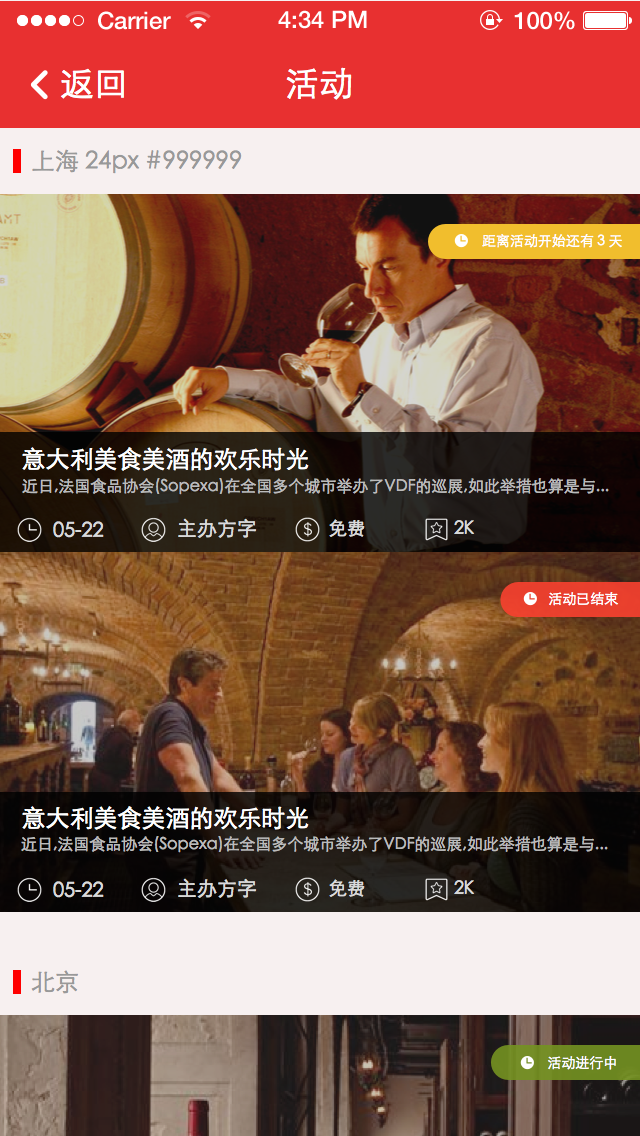 Carrier 4:34 PM 100%
返回 活动
上海 24px #999999
距离活动开始还有 3 天
意大利美食美酒的欢乐时光
近日,法国食品协会(Sopexa)在全国多个城市举办了VDF的巡展,如此举措也算是与...
05-22 主办方字 免费 2K
活动已结束
意大利美食美酒的欢乐时光
近日,法国食品协会(Sopexa)在全国多个城市举办了VDF的巡展,如此举措也算是与...
05-22 主办方字 免费 2K
北京
活动进行中